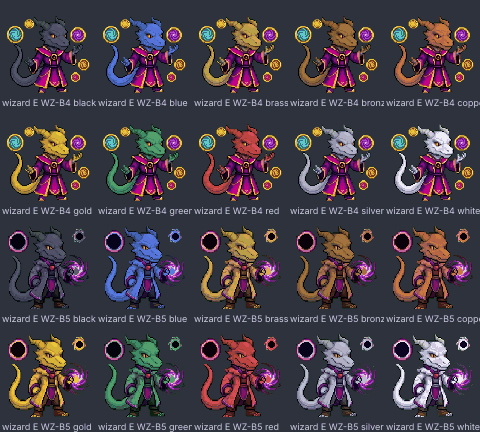 wizard E WZ-B4 black wizard E WZ-B4 blue wizard E WZ-B4 brass wizard E WZ-B4 bronz wizard E WZ-B4 coppe
wizard E WZ-B4 gold wizard E WZ-B4 greer wizard E WZ-B4 red wizard E WZ-B4 silver wizard E WZ-B4 white
wizard E WZ-B5 black wizard E WZ-B5 blue wizard E WZ-B5 brass wizard E WZ-B5 bronz wizard E WZ-B5 coppe
wizard E WZ-B5 gold wizard E WZ-B5 greer wizard E WZ-B5 red wizard E WZ-B5 silver wizard E WZ-B5 white